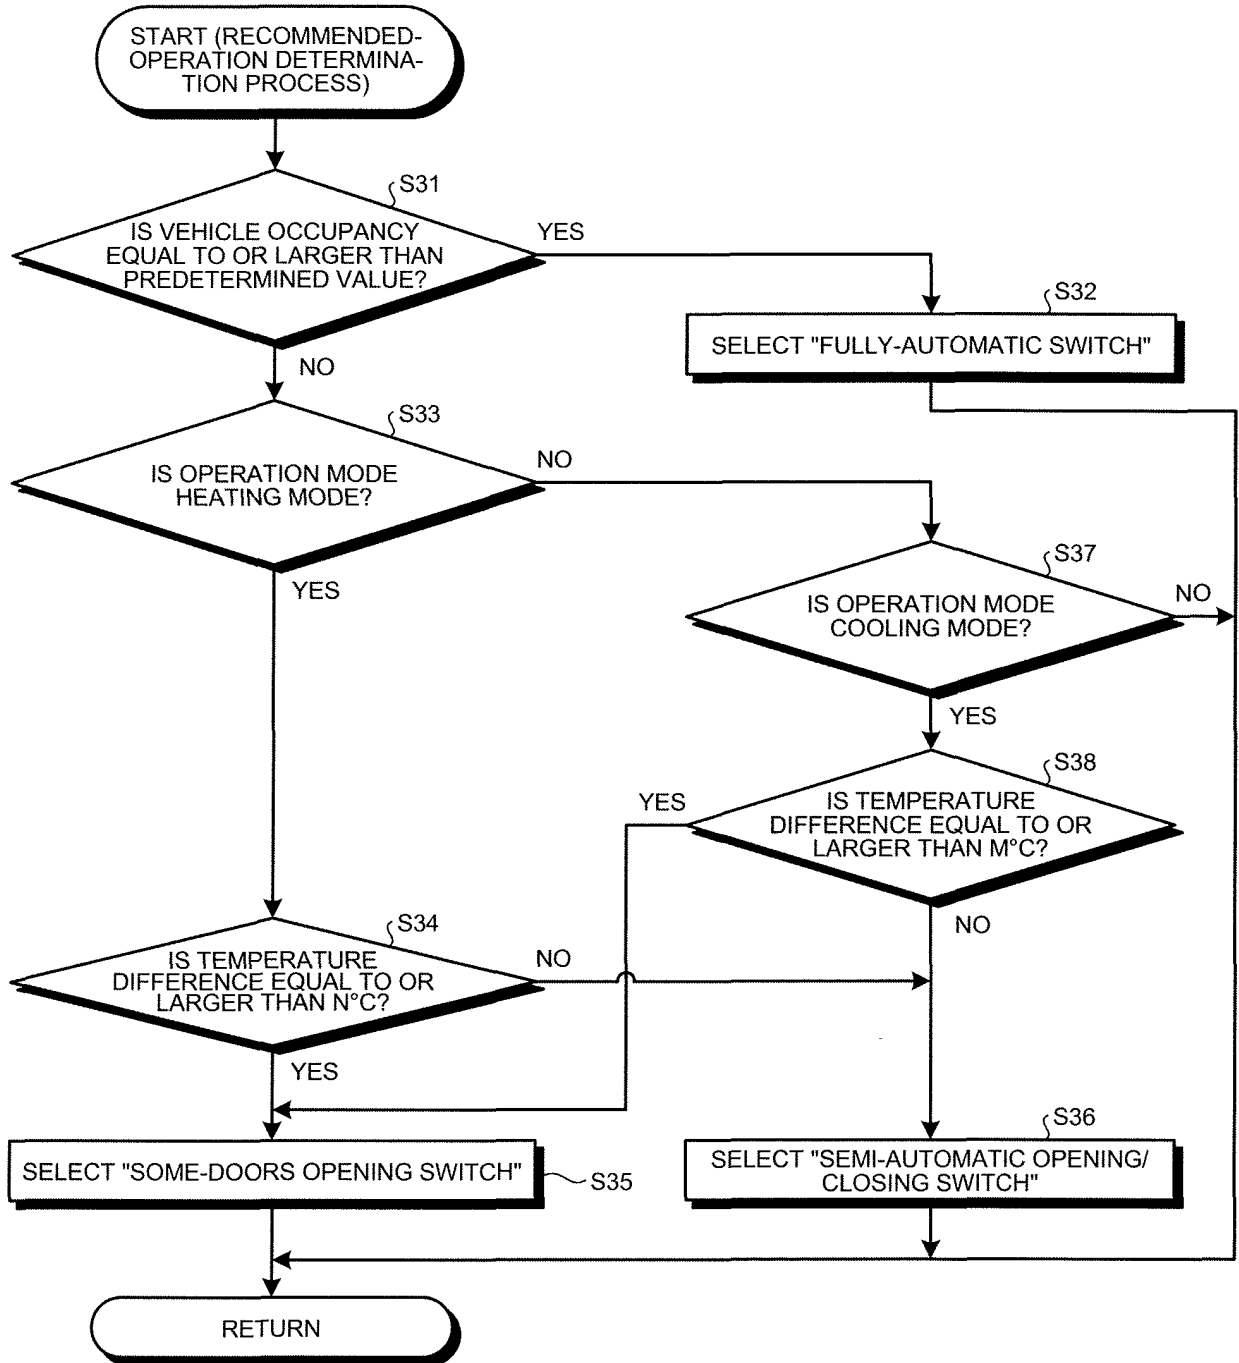 START (RECOMMENDED-
OPERATION DETERMINA-
TION PROCESS)
S31
IS VEHICLE OCCUPANCY
EQUAL TO OR LARGER THAN
PREDETERMINED VALUE?
YES
NO
S32
SELECT "FULLY-AUTOMATIC SWITCH"
S33
IS OPERATION MODE
HEATING MODE?
NO
YES
S37
IS OPERATION MODE
COOLING MODE?
NO
YES
S38
IS TEMPERATURE
DIFFERENCE EQUAL TO OR
LARGER THAN M°C?
YES
NO
S34
IS TEMPERATURE
DIFFERENCE EQUAL TO OR
LARGER THAN N°C?
NO
YES
SELECT "SOME-DOORS OPENING SWITCH"
S35
S36
SELECT "SEMI-AUTOMATIC OPENING/
CLOSING SWITCH"
RETURN